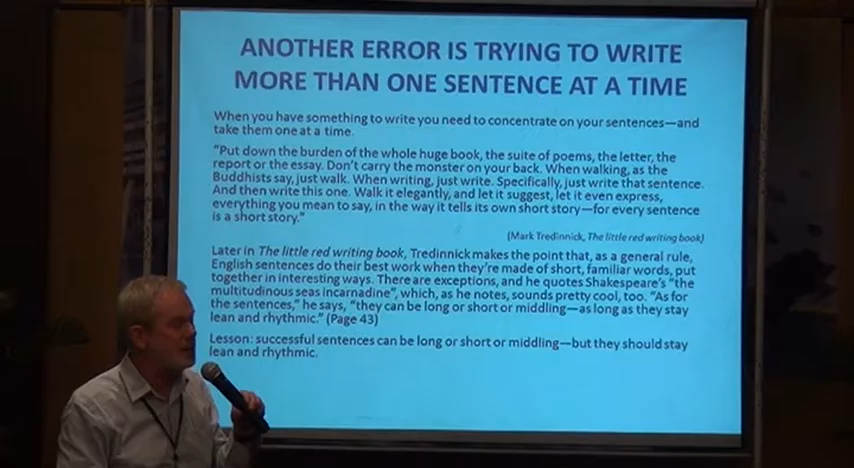 ANOTHER ERROR IS TRYING TO WRITE
MORE THAN ONE SENTENCE AT A TIME
When you have something to write you need to concentrate on your sentences—and
take them one at a time.
"Put down the burden of the whole huge book, the suite of poems, the letter, the
report or the essay. Don't carry the monster on your back. When walking, as the
Buddhists say, just walk. When writing, just write. Specifically, just write that sentence.
And then write this one. Walk it elegantly, and let it suggest, let it even express,
everything you mean to say, in the way it tells its own short story—for every sentence
is a short story."
(Mark Tredinnick, The little red writing book)
Later in The little red writing book, Tredinnick makes the point that, as a general rule,
English sentences do their best work when they're made of short, familiar words, put
together in interesting ways. There are exceptions, and he quotes Shakespeare's "the
multitudinous seas incarnadine", which, as he notes, sounds pretty cool, too. "As for
the sentences," he says, "they can be long or short or middling—as long as they stay
lean and rhythmic." (Page 43)
Lesson: successful sentences can be long or short or middling—but they should stay
lean and rhythmic.